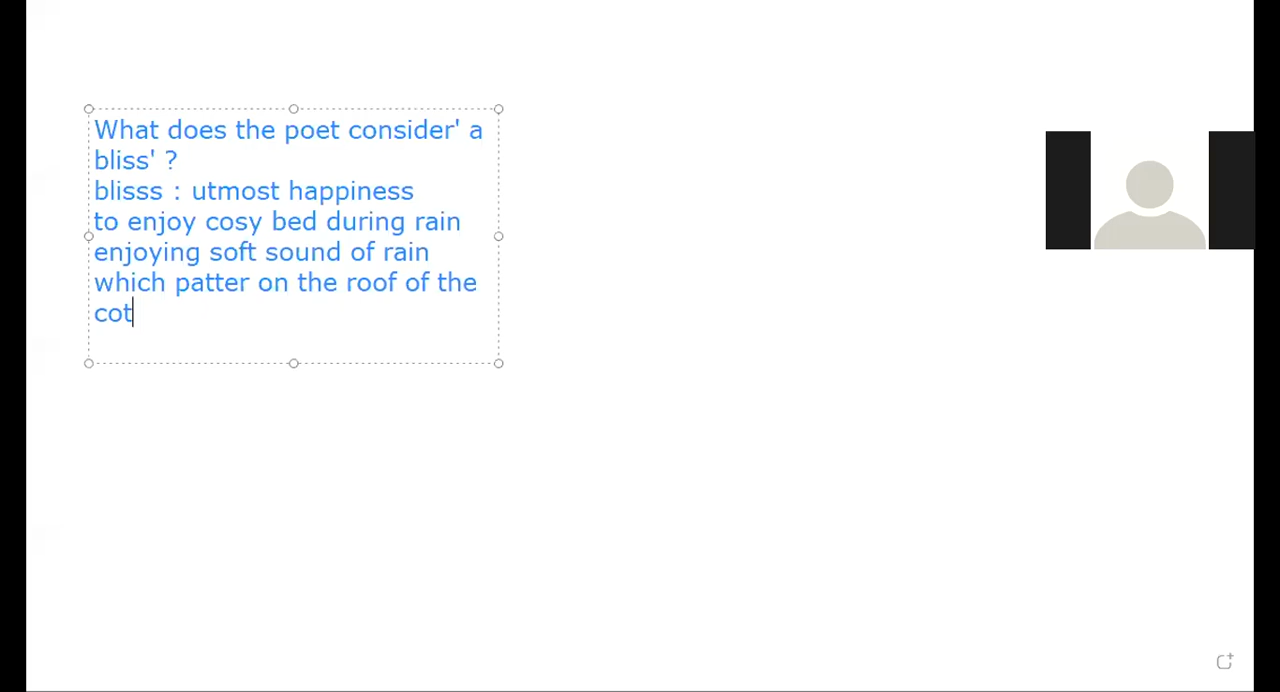 What does the poet consider' a
bliss' ?
blisss : utmost happiness
to enjoy cosy bed during rain
enjoying soft sound of rain
which patter on the roof of the
cot